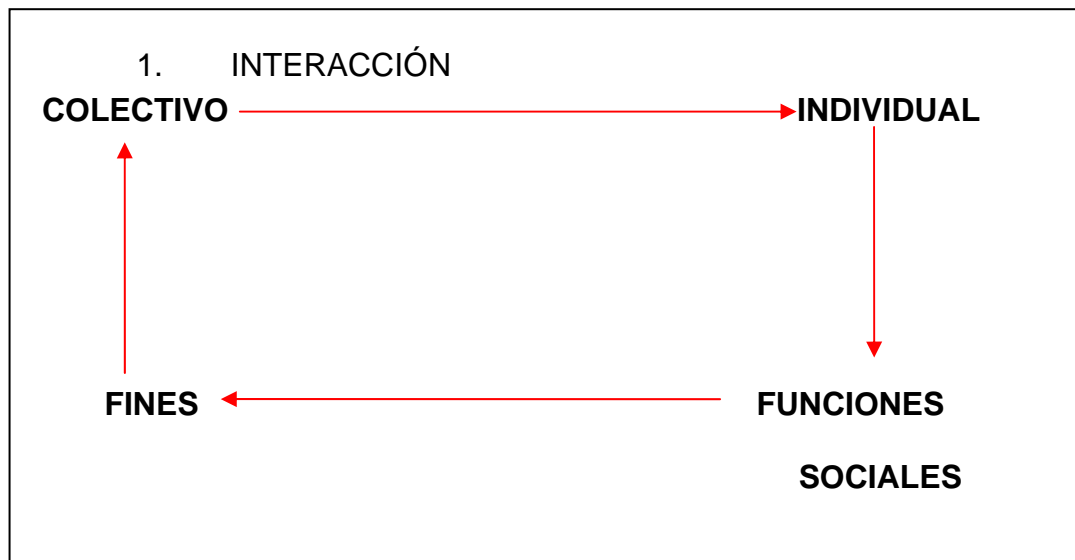 1. INTERACCIÓN
COLECTIVO INDIVIDUAL
FINES FUNCIONES
SOCIALES